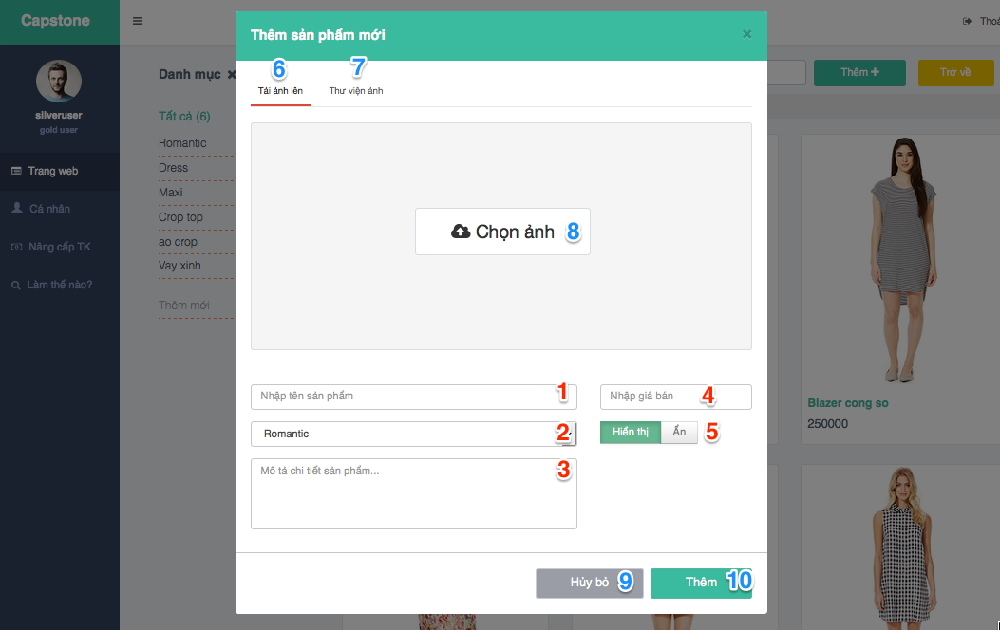 Capstone
Thoá
silveruser
gold user
Trang web
Cá nhân
Nâng cấp TK
Làm thế nào?
Danh mục
Tất cả (6)
Romantic
Dress
Maxi
Crop top
ao crop
Vay xinh
Thêm mới
Thêm
Trở về
Blazer cong so
250000
Thêm sản phẩm mới
×
6
7
Tải ảnh lên
Thư viện ảnh
Chọn ảnh 8
Nhập tên sản phẩm 1
Nhập giá bán 4
Romantic 2
Hiển thị Ẩn 5
Mô tả chi tiết sản phẩm... 3
Hủy bỏ 9
Thêm 10